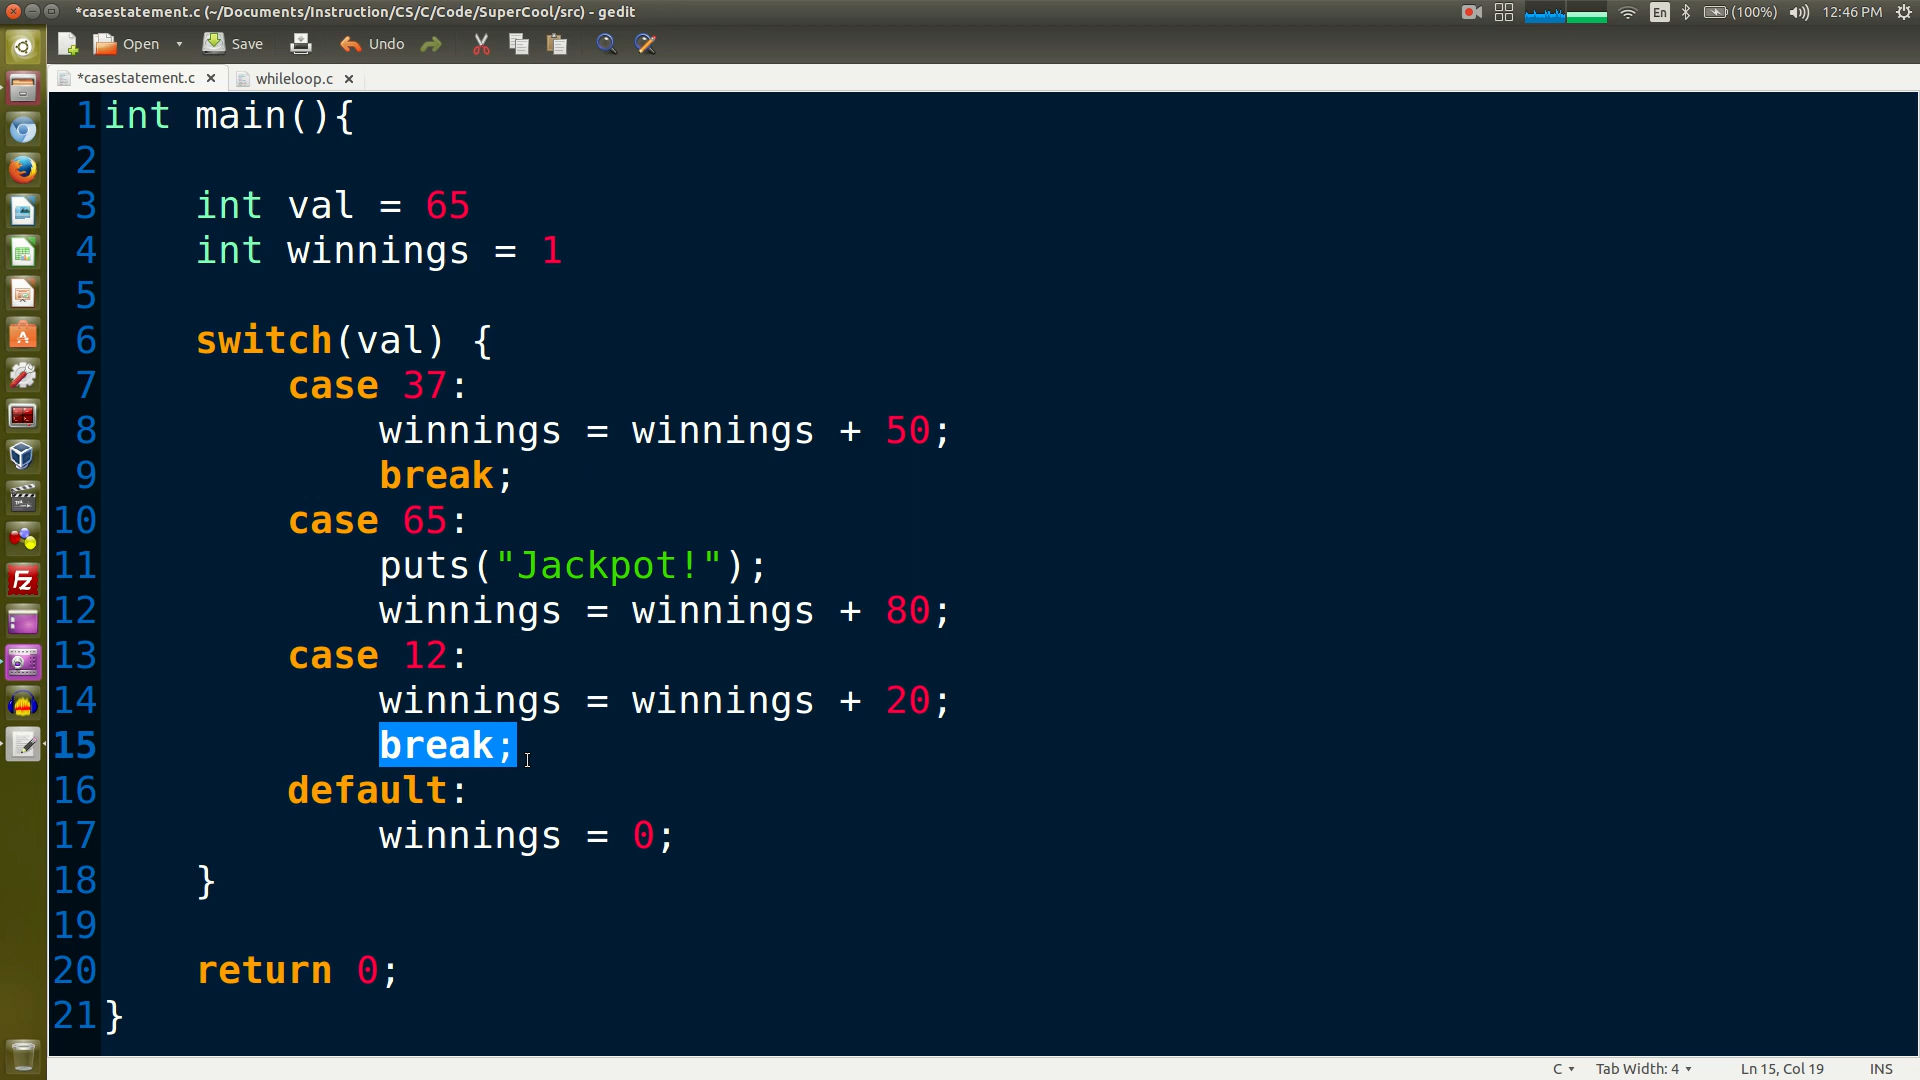 *casestatement.c (~/Documents/Instruction/CS/C/Code/SuperCool/src) - gedit
En (100%) 12:46 PM
Open Save Undo
*casestatement.c × whileloop.c ×
1 int main(){
2
3 int val = 65
4 int winnings = 1
5
6 switch(val) {
7 case 37:
8 winnings = winnings + 50;
9 break;
10 case 65:
11 puts("Jackpot!");
12 winnings = winnings + 80;
13 case 12:
14 winnings = winnings + 20;
15 break;
16 default:
17 winnings = 0;
18 }
19
20 return 0;
21 }
C Tab Width: 4 Ln 15, Col 19 INS